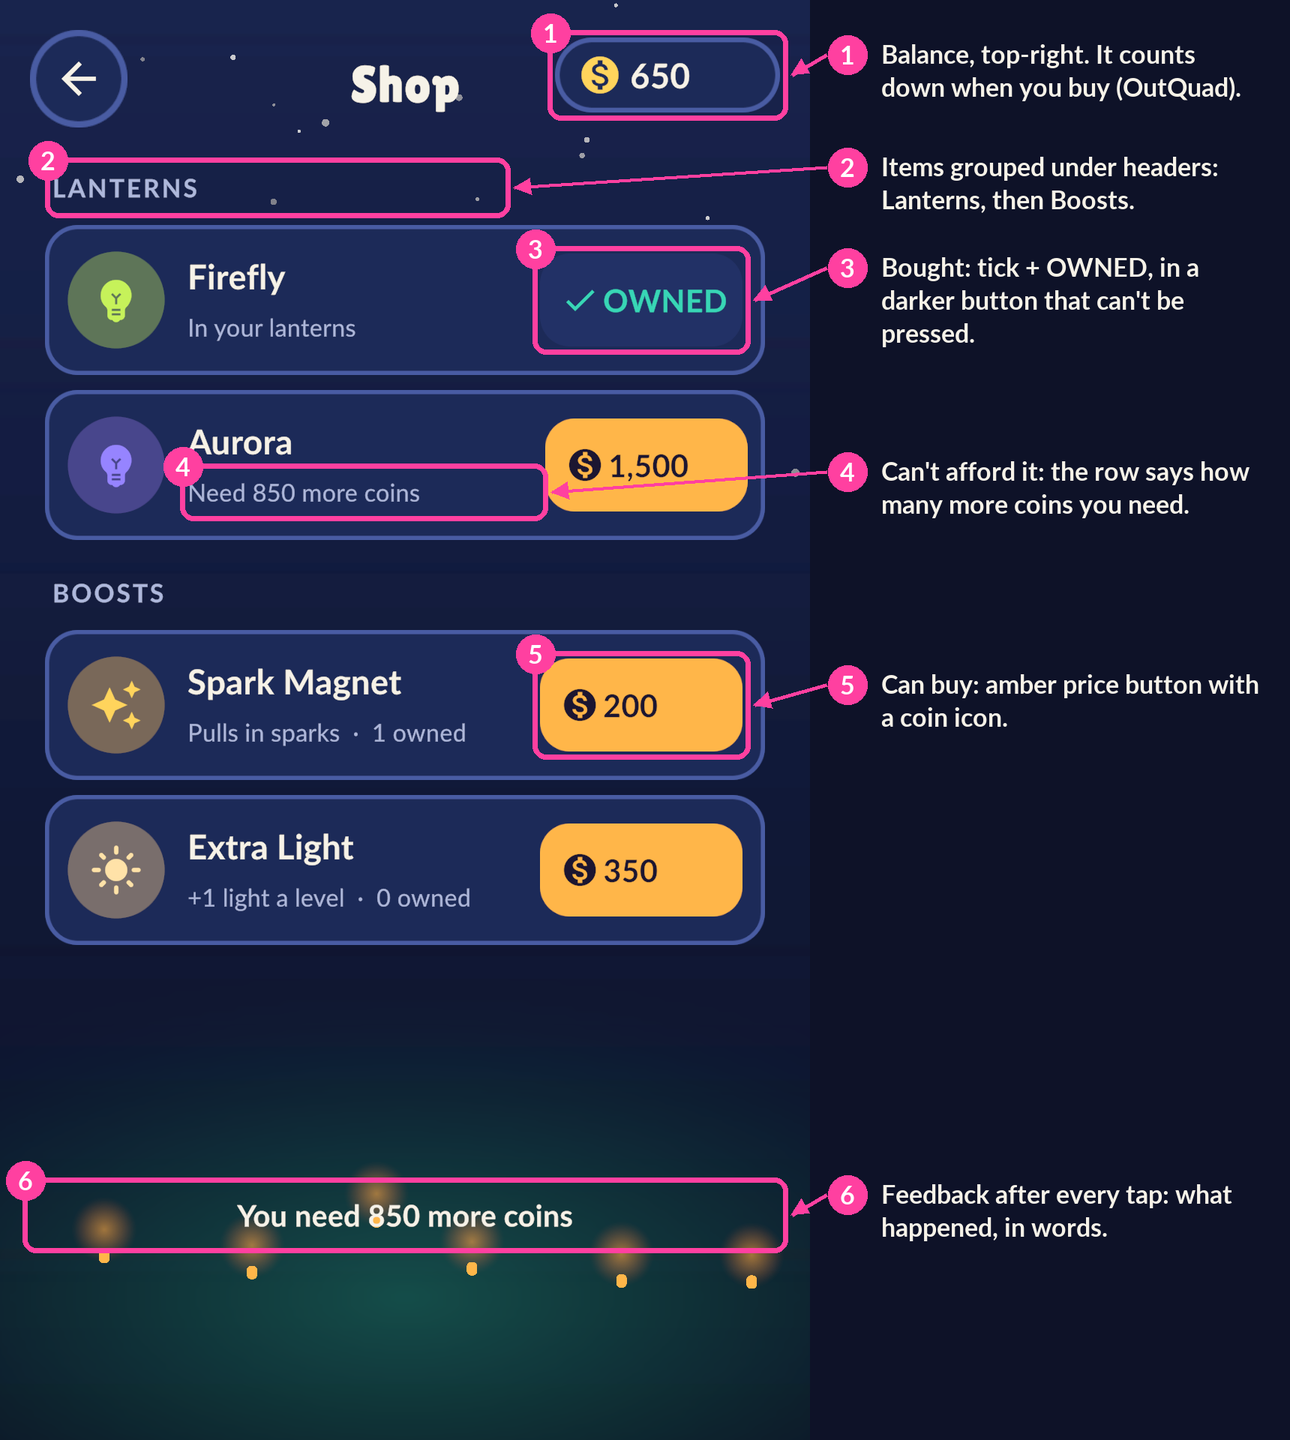 Shop
1
$ 650
1
Balance, top-right. It counts
down when you buy (OutQuad).
2
LANTERNS
2
Items grouped under headers:
Lanterns, then Boosts.
Firefly
In your lanterns
3
✓ OWNED
3
Bought: tick + OWNED, in a
darker button that can't be
pressed.
Aurora
4
Need 850 more coins
$ 1,500
4
Can't afford it: the row says how
many more coins you need.
BOOSTS
Spark Magnet
Pulls in sparks · 1 owned
5
$ 200
5
Can buy: amber price button with
a coin icon.
Extra Light
+1 light a level · 0 owned
$ 350
6
You need 850 more coins
6
Feedback after every tap: what
happened, in words.